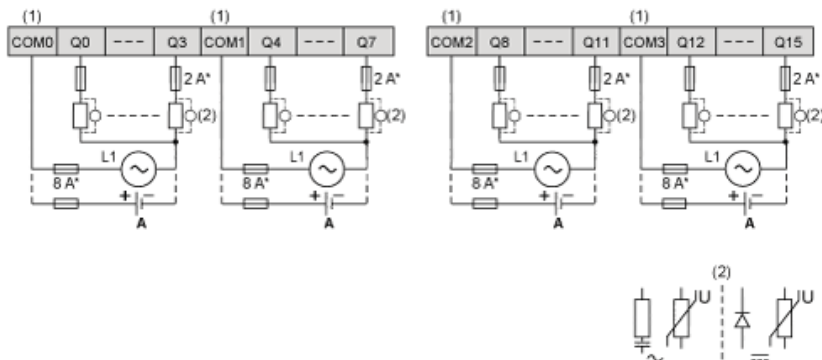 (1) (1) (1) (1)
COM0 Q0 --- Q3 COM1 Q4 --- Q7 COM2 Q8 --- Q11 COM3 Q12 --- Q15
2 A* 2 A* 2 A* 2 A*
(2) (2) (2) (2)
L1 L1 L1 L1
8 A* 8 A* 8 A* 8 A*
+ − + − + − + −
A A A A
(2)
U U